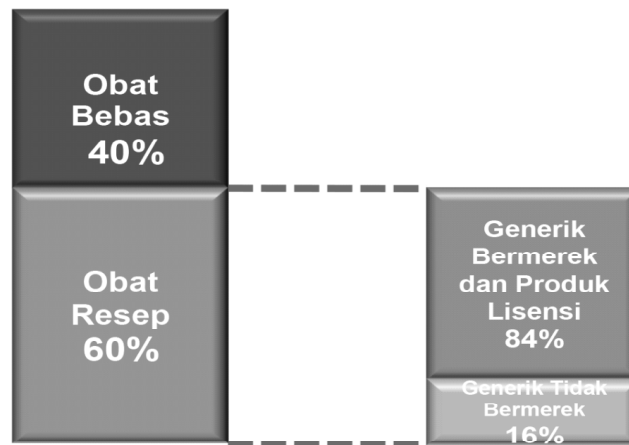 Obat
Bebas
40%
Obat
Resep
60%
Generik
Bermerek
dan Produk
Lisensi
84%
Generik Tidak
Bermerek
16%